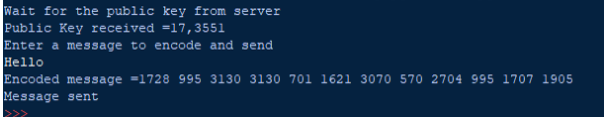 Wait for the public key from server
Public Key received =17,3551
Enter a message to encode and send
Hello
Encoded message =1728 995 3130 3130 701 1621 3070 570 2704 995 1707 1905
Message sent
>>>